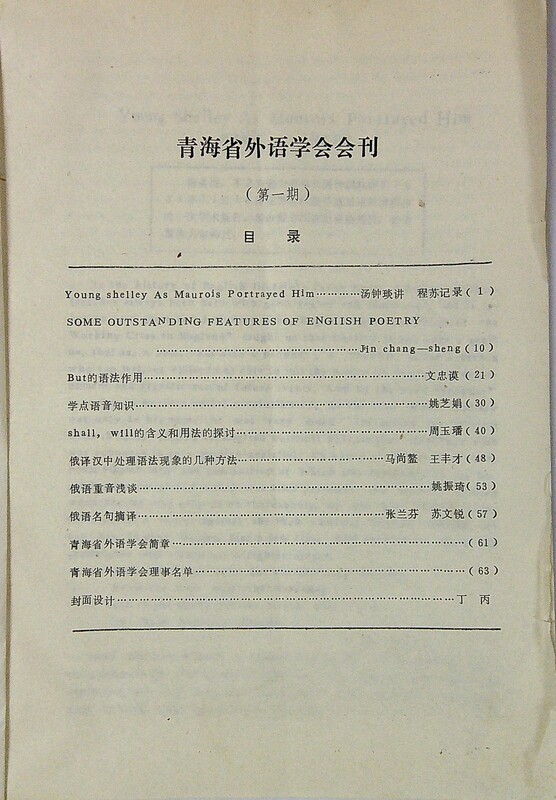 青海省外语学会会刊
（第一期）
目 录
Young shelley As Maurois Portrayed Him…………汤钟琰讲 程苏记录（1）
SOME OUTSTANDING FEATURES OF ENGIISH POETRY
…………Jin chang—sheng（10）
But的语法作用…………文忠谟（21）
学点语音知识…………姚芝娟（30）
shall，will的含义和用法的探讨…………周玉璠（40）
俄译汉中处理语法现象的几种方法…………马尚鳌 王丰才（48）
俄语重音浅谈…………姚振琦（53）
俄语名句摘译…………张兰芬 苏文锐（57）
青海省外语学会简章…………（61）
青海省外语学会理事名单…………（63）
封面设计…………丁 丙